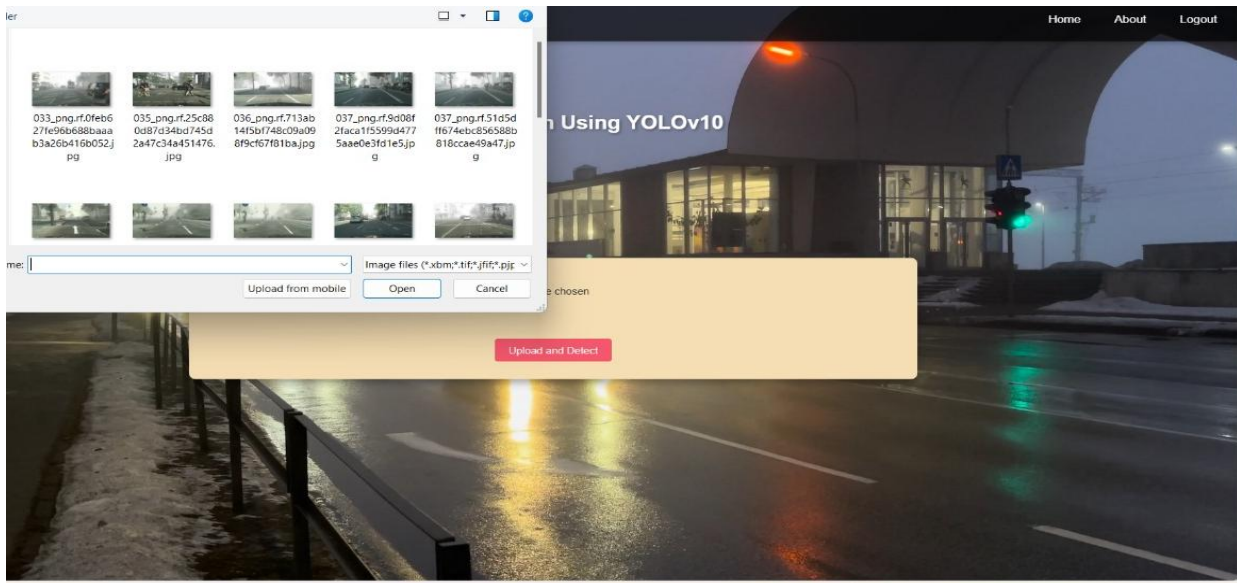 ler
Home About Logout
033_png.rf.0feb6
27fe96b688baaa
b3a26b416b052.j
pg
035_png.rf.25c88
0d87d34bd745d
2a47c34a451476.
jpg
036_png.rf.713ab
14f5bf748c09a09
8f9cf67f81ba.jpg
037_png.rf.9d08f
2faca1f5599d477
5aae0e3fd1e5.jp
g
037_png.rf.51d5d
ff674ebc856588b
818ccae49a47.jp
g
n Using YOLOv10
me:
Image files (*.xbm;*.tif;*.jfif;*.pjp
Upload from mobile Open Cancel
e chosen
Upload and Detect